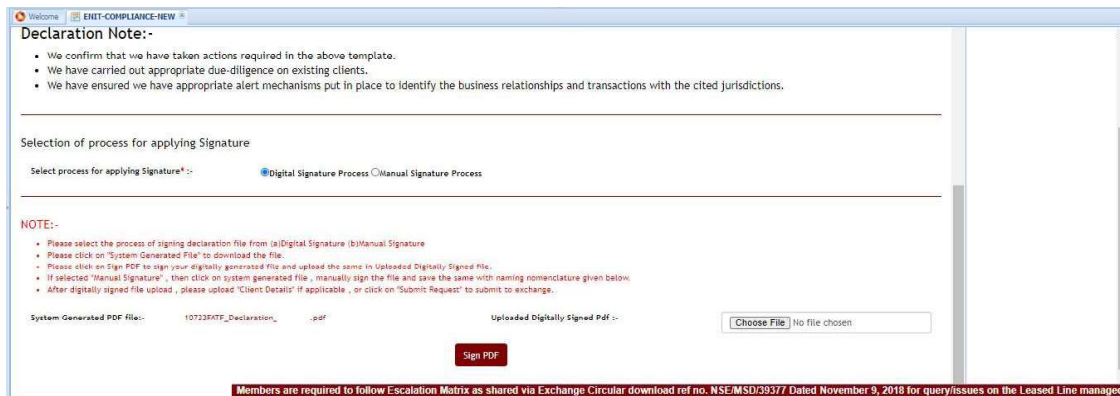 Welcome ENIT-COMPLIANCE-NEW
Declaration Note:-
• We confirm that we have taken actions required in the above template.
• We have carried out appropriate due-diligence on existing clients.
• We have ensured we have appropriate alert mechanisms put in place to identify the business relationships and transactions with the cited jurisdictions.
Selection of process for applying Signature
Select process for applying Signature* :- Digital Signature Process Manual Signature Process
NOTE:-
• Please select the process of signing declaration file from (a)Digital Signature (b)Manual Signature
• Please click on "System Generated File" to download the file.
• Please click on Sign PDF to sign your digitally generated file and upload the same in Uploaded Digitally Signed file.
• If selected "Manual Signature" , then click on system generated file , manually sign the file and save the same with naming nomenclature given below.
• After digitally signed file upload , please upload "Client Details" if applicable , or click on "Submit Request" to submit to exchange.
System Generated PDF file:- 10723FATF_Declaration_ .pdf Uploaded Digitally Signed Pdf :- Choose File No file chosen
Sign PDF
Members are required to follow Escalation Matrix as shared via Exchange Circular download ref no. NSE/MSD/39377 Dated November 9, 2018 for query/issues on the Leased Line managed